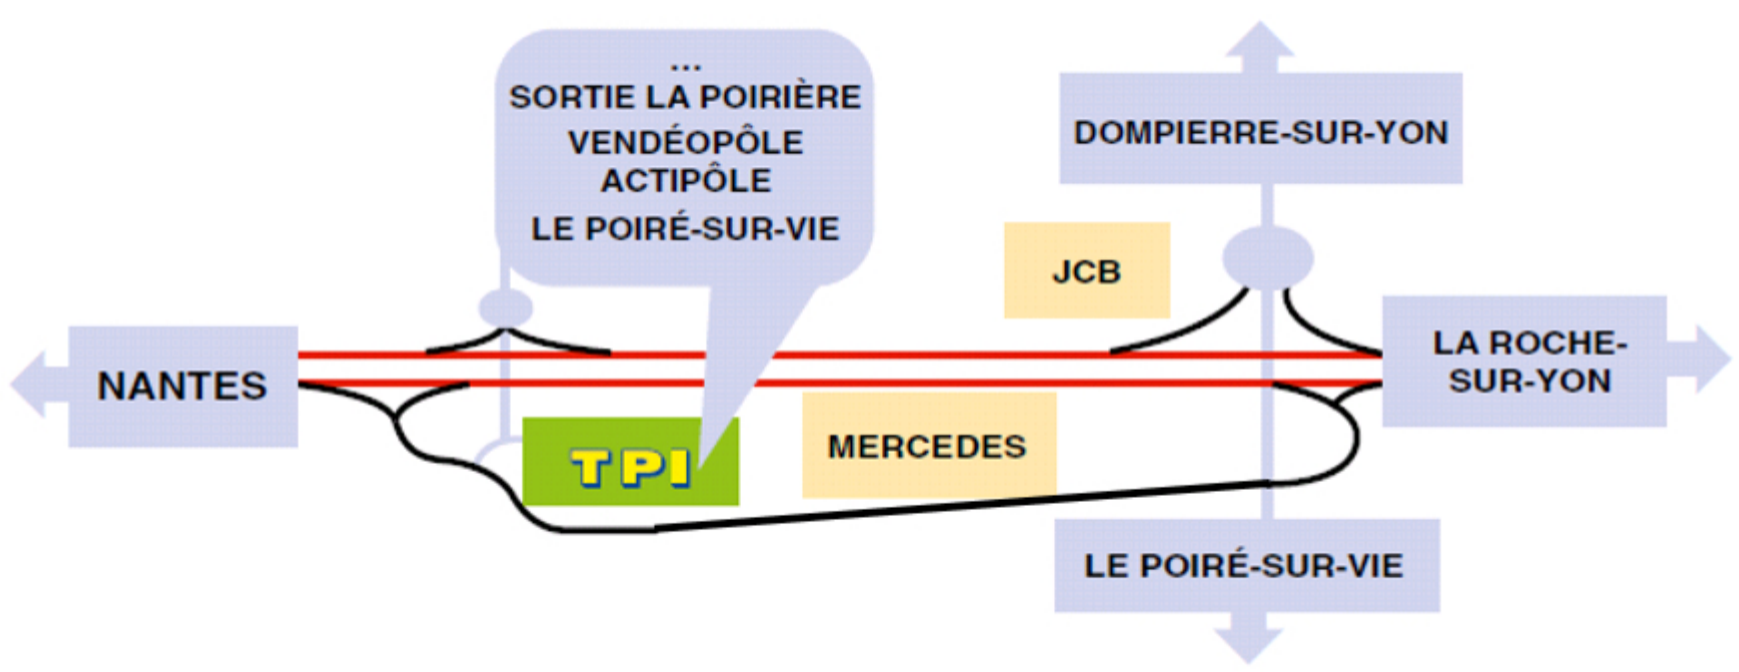 ...
SORTIE LA POIRIÈRE
VENDÉOPÔLE
ACTIPÔLE
LE POIRÉ-SUR-VIE
DOMPIERRE-SUR-YON
JCB
NANTES
LA ROCHE-
SUR-YON
TPI
MERCEDES
LE POIRÉ-SUR-VIE